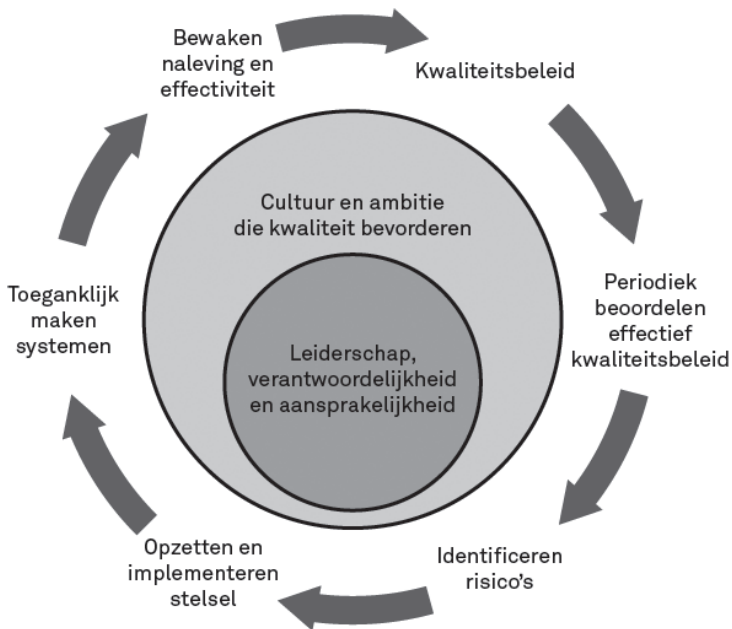 Bewaken
naleving en
effectiviteit
Kwaliteitsbeleid
Periodiek
beoordelen
effectief
kwaliteitsbeleid
Identificeren
risico's
Opzetten en
implementeren
stelsel
Toeganklijk
maken
systemen
Cultuur en ambitie
die kwaliteit bevorderen
Leiderschap,
verantwoordelijkheid
en aansprakelijkheid